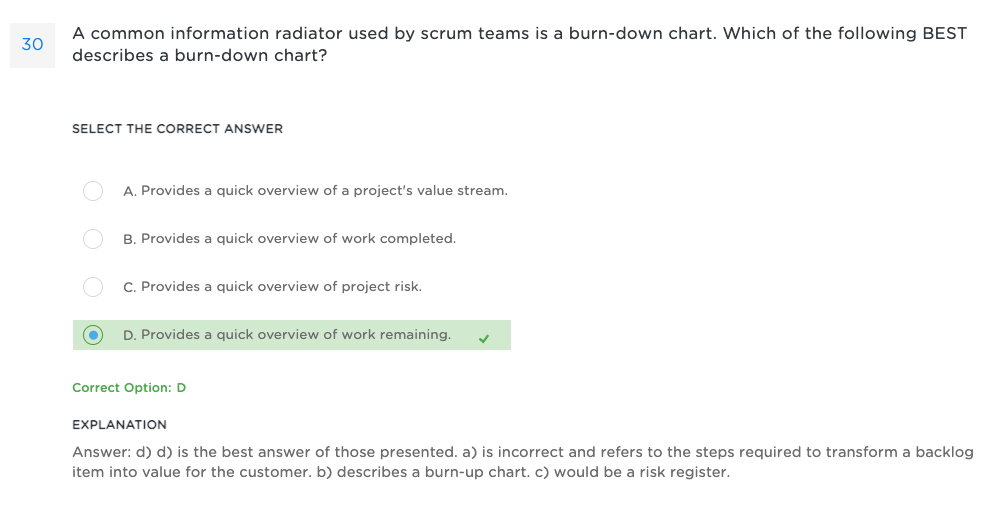 30
A common information radiator used by scrum teams is a burn-down chart. Which of the following BEST
describes a burn-down chart?
SELECT THE CORRECT ANSWER
A. Provides a quick overview of a project's value stream.
B. Provides a quick overview of work completed.
C. Provides a quick overview of project risk.
D. Provides a quick overview of work remaining.
Correct Option: D
EXPLANATION
Answer: d) d) is the best answer of those presented. a) is incorrect and refers to the steps required to transform a backlog
item into value for the customer. b) describes a burn-up chart. c) would be a risk register.